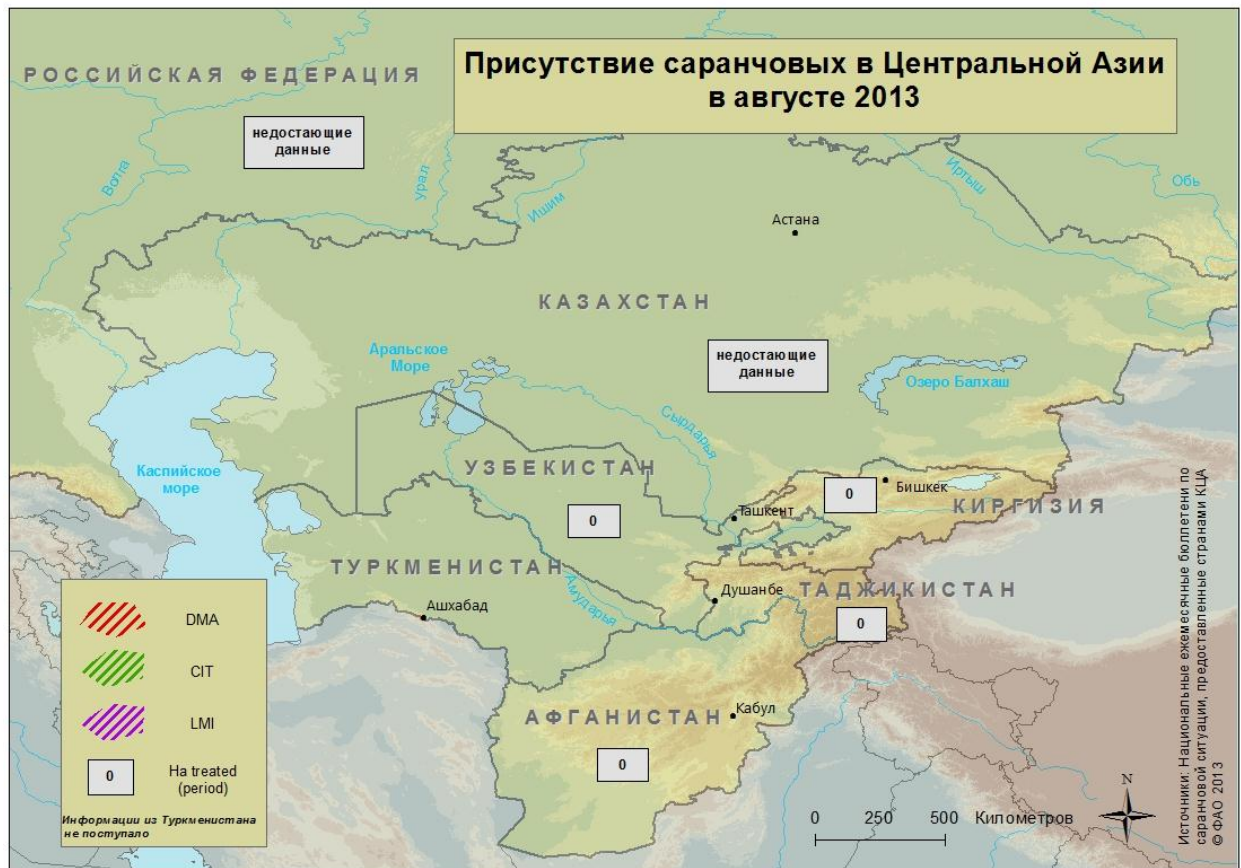 Присутствие саранчовых в Центральной Азии
в августе 2013
РОССИЙСКАЯ ФЕДЕРАЦИЯ
недостающие
данные
Волга
Урал
Ишим
Иртыш
Обь
Астана
КАЗАХСТАН
Аральское
Море
недостающие
данные
Озеро Балхаш
Сырдарья
Каспийское
море
УЗБЕКИСТАН
0
Ташкент
0
Бишкек
КИРГИЗИЯ
ТУРКМЕНИСТАН
Ашхабад
Амударья
Душанбе
ТАДЖИКИСТАН
0
АФГАНИСТАН
Кабул
0
DMA
CIT
LMI
0
Ha treated
(period)
Информации из Туркменистана
не поступало
N
0 250 500 Километров
Источники: Национальные ежемесячные бюллетени по
саранчовой ситуации, предоставленные странами КЦА
© ФАО 2013